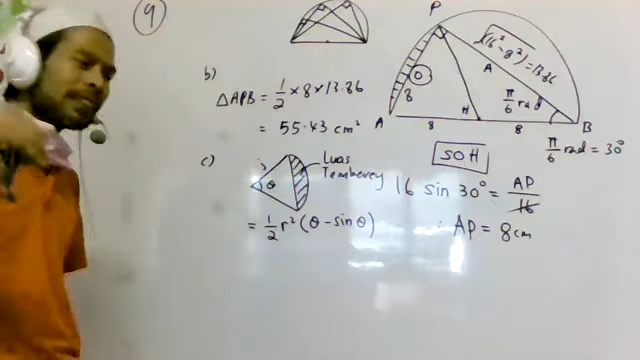 9
b)
△APB = 1/2 × 8 × 13.86
= 55.43 cm²
c)
θ
Luas
Tembereng
= 1/2 r² (θ - sin θ)
P
√(16² - 8²) = 13.86
8
A
H
8
8
B
π/6 rad
π/6 rad = 30°
SOH
16 sin 30° = AP/16
∴ AP = 8 cm